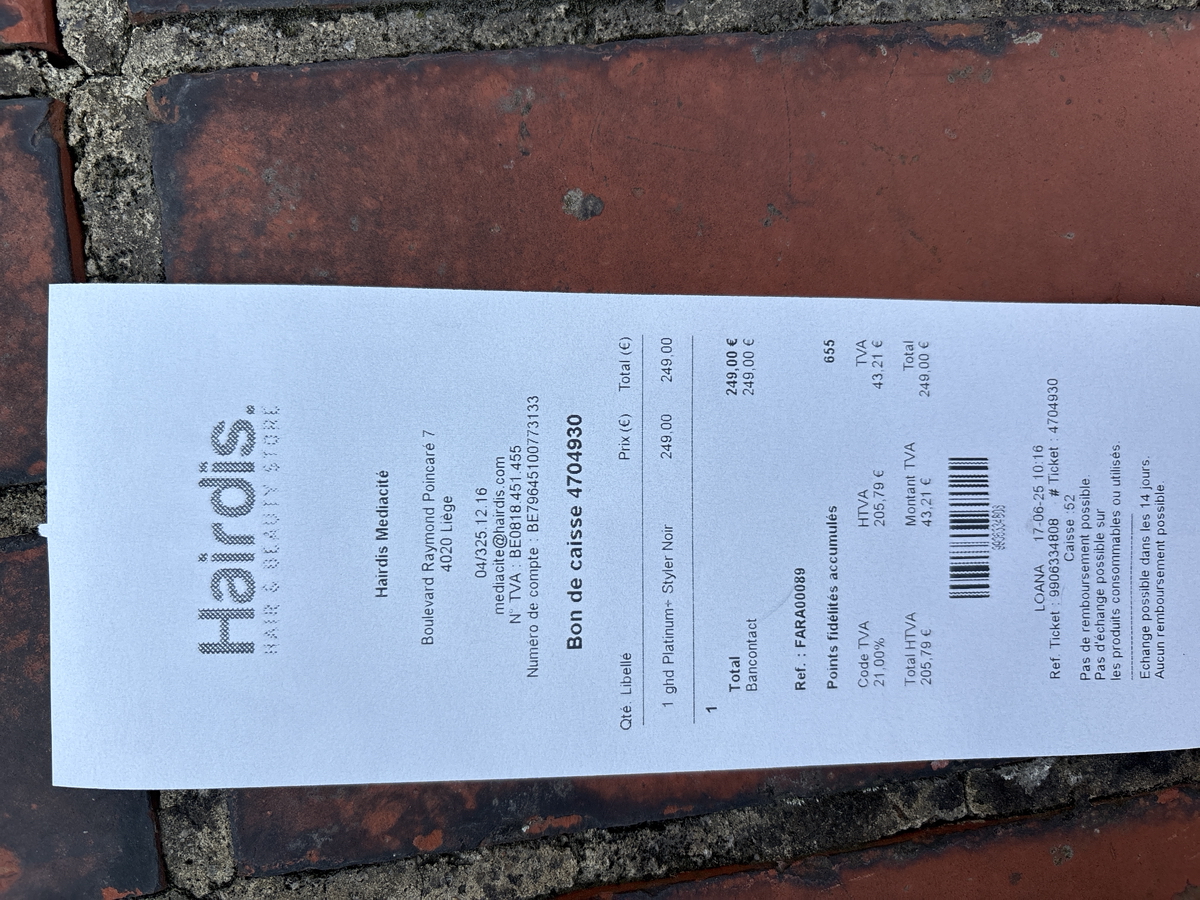 Hairdis.
HAIR & BEAUTY STORE
Hairdis Mediacité
Boulevard Raymond Poincaré 7
4020 Liège
04/325.12.16
mediacite@hairdis.com
N° TVA : BE0818.451.455
Numéro de compte : BE79645100773133
Bon de caisse 4704930
Qté. Libellé Prix (€) Total (€)
1 ghd Platinum+ Styler Noir 249,00 249,00
1
Total 249,00 €
Bancontact 249,00 €
Ref. : FARA00089
Points fidélités accumulés 655
Code TVA HTVA TVA
21,00% 205,79 € 43,21 €
Total HTVA Montant TVA Total
205,79 € 43,21 € 249,00 €
9906334808
LOANA 17-06-25 10:16
Ref. Ticket : 9906334808 # Ticket : 4704930
Caisse :52
Pas de remboursement possible.
Pas d'échange possible sur
les produits consommables ou utilisés.
Echange possible dans les 14 jours.
Aucun remboursement possible